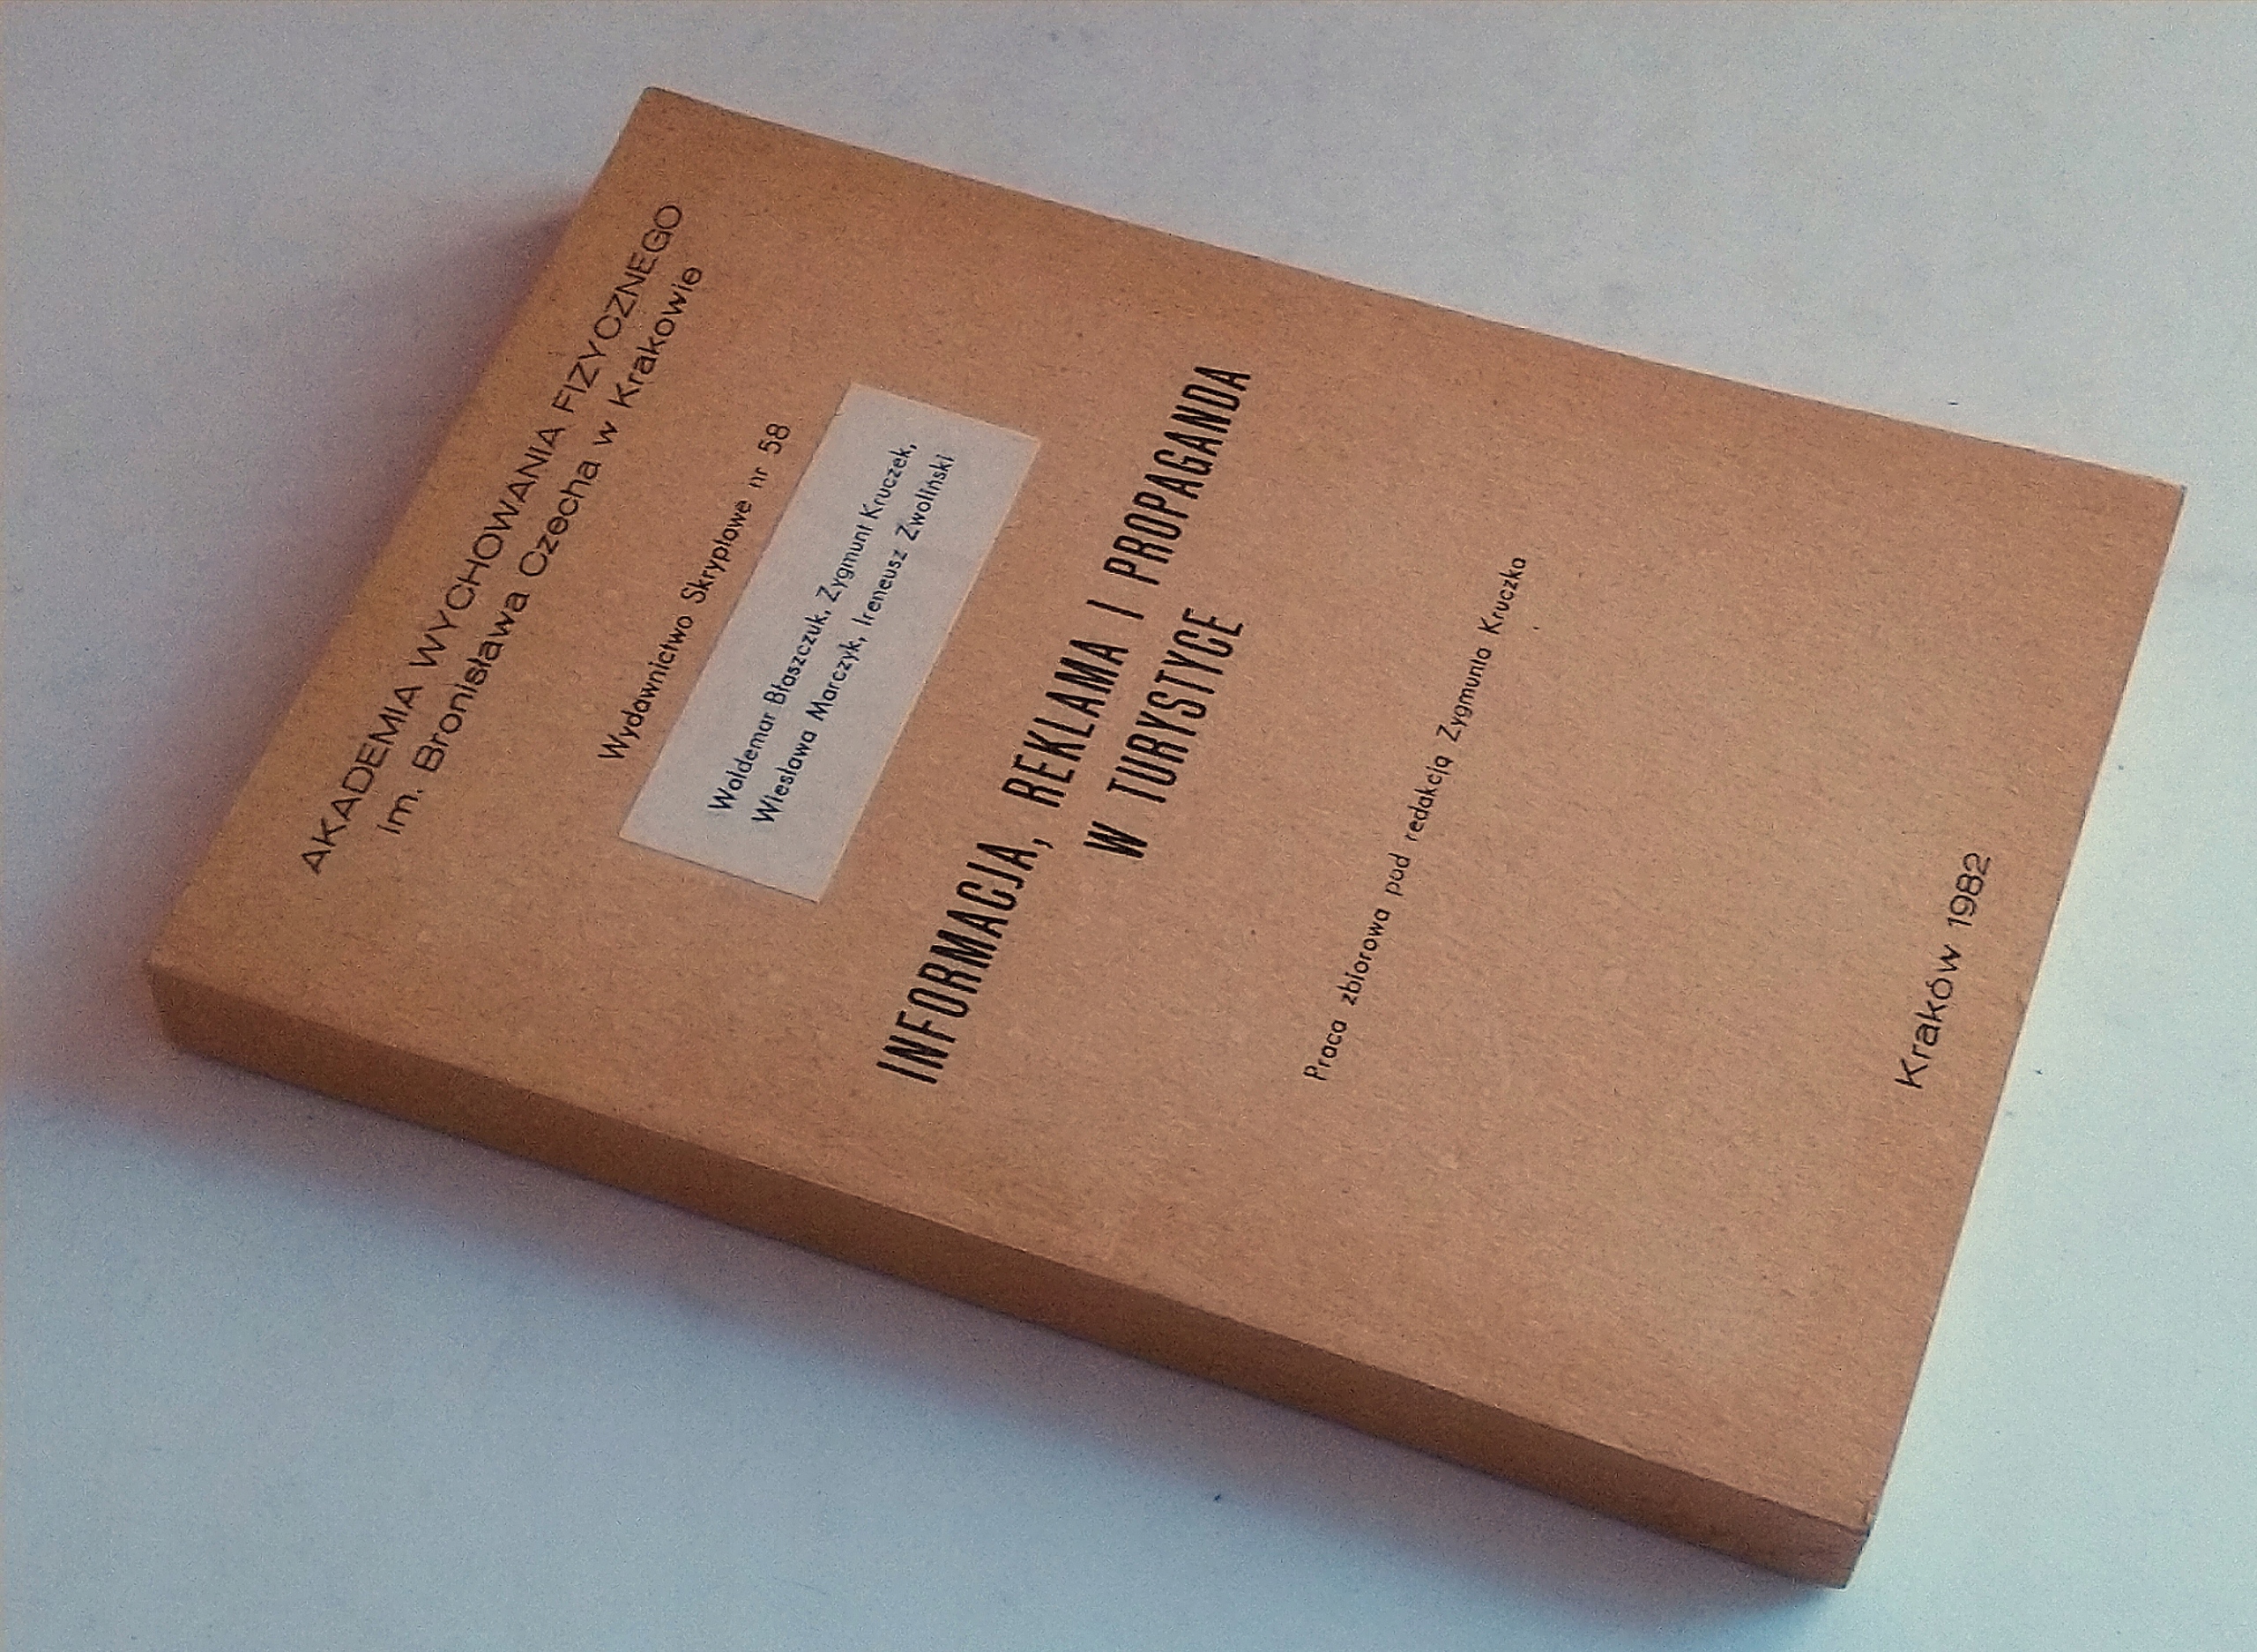 AKADEMIA WYCHOWANIA FIZYCZNEGO
im. Bronisława Czecha w Krakowie
Wydawnictwo Skryptowe nr 58
Waldemar Błaszczuk, Zygmunt Kruczek,
Wiesława Marczyk, Ireneusz Zwoliński
INFORMACJA, REKLAMA I PROPAGANDA
W TURYSTYCE
Praca zbiorowa pod redakcją Zygmunta Kruczka
Kraków 1982